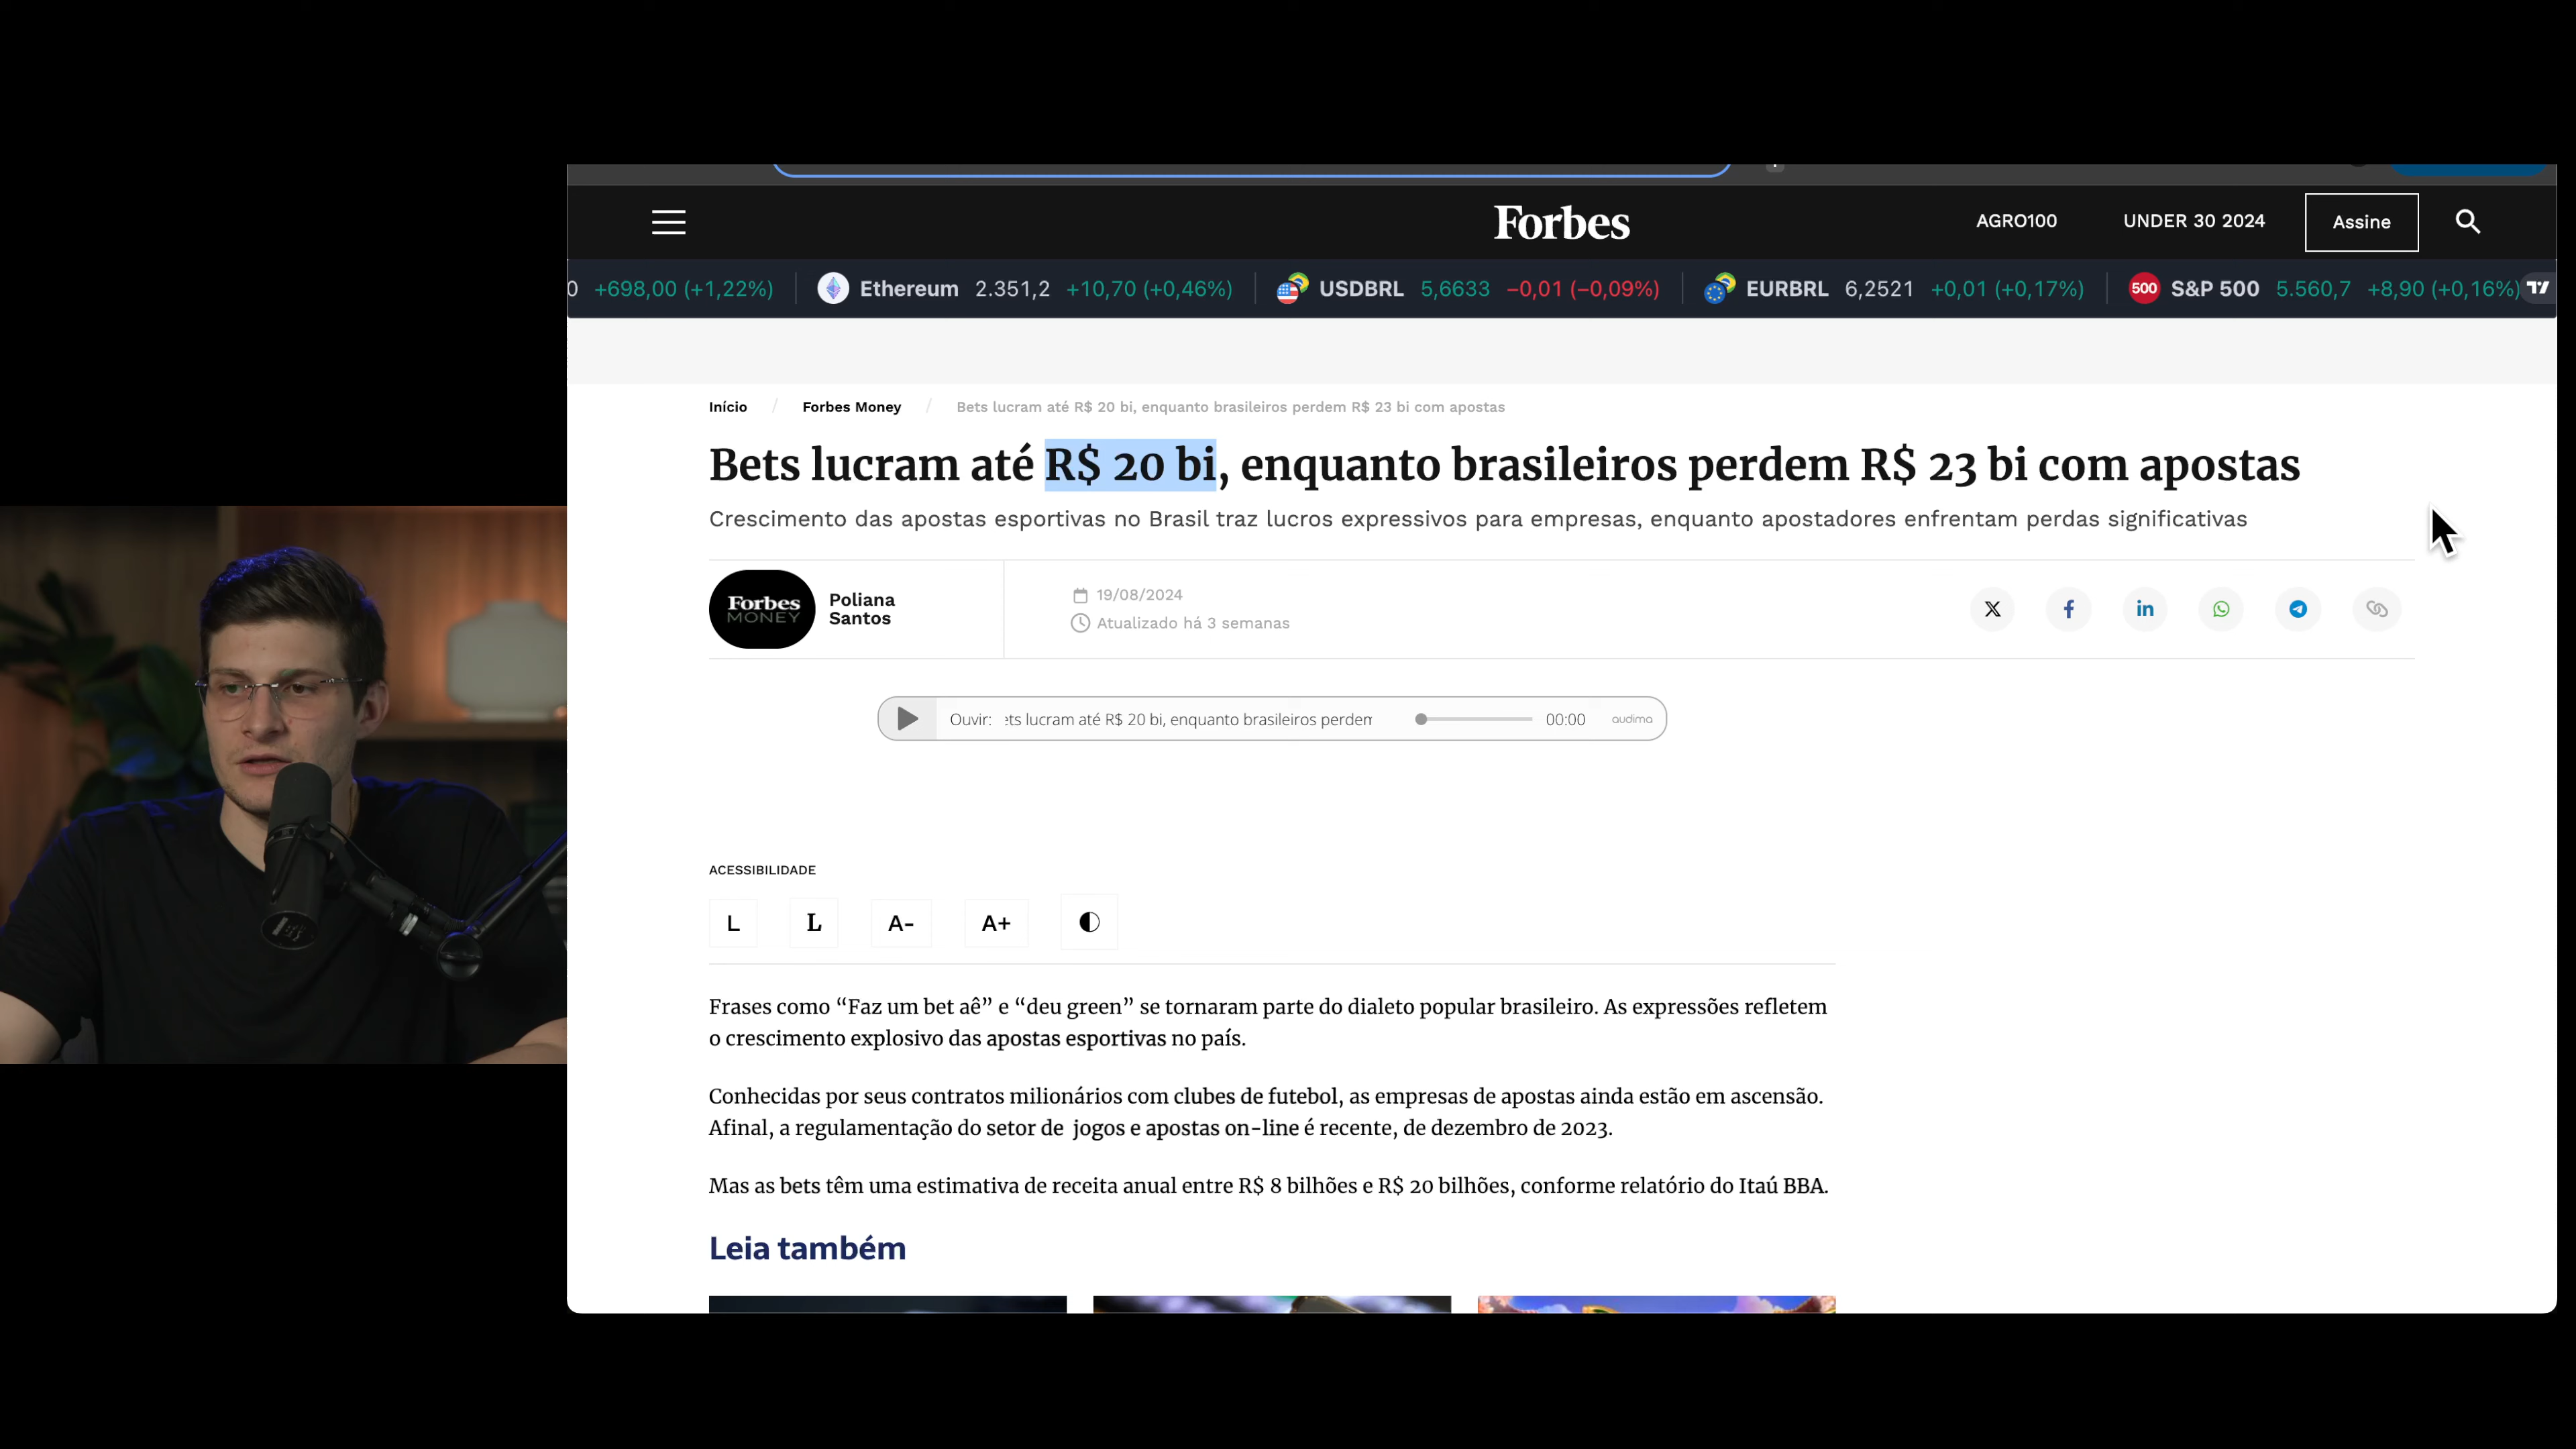 Forbes
AGRO100
UNDER 30 2024
Assine
0 +698,00 (+1,22%) Ethereum 2.351,2 +10,70 (+0,46%) USDBRL 5,6633 −0,01 (−0,09%) EURBRL 6,2521 +0,01 (+0,17%) 500 S&P 500 5.560,7 +8,90 (+0,16%)
Início / Forbes Money / Bets lucram até R$ 20 bi, enquanto brasileiros perdem R$ 23 bi com apostas
Bets lucram até R$ 20 bi, enquanto brasileiros perdem R$ 23 bi com apostas
Crescimento das apostas esportivas no Brasil traz lucros expressivos para empresas, enquanto apostadores enfrentam perdas significativas
Forbes
MONEY
Poliana
Santos
19/08/2024
Atualizado há 3 semanas
Ouvir: ets lucram até R$ 20 bi, enquanto brasileiros perdem 00:00 audima
ACESSIBILIDADE
L L A- A+
Frases como “Faz um bet aê” e “deu green” se tornaram parte do dialeto popular brasileiro. As expressões refletem
o crescimento explosivo das apostas esportivas no país.
Conhecidas por seus contratos milionários com clubes de futebol, as empresas de apostas ainda estão em ascensão.
Afinal, a regulamentação do setor de jogos e apostas on-line é recente, de dezembro de 2023.
Mas as bets têm uma estimativa de receita anual entre R$ 8 bilhões e R$ 20 bilhões, conforme relatório do Itaú BBA.
Leia também